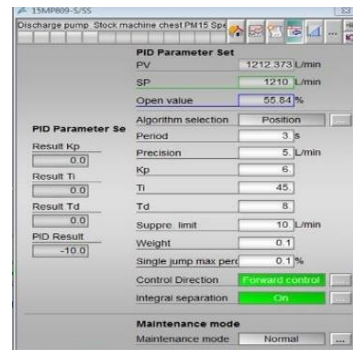 15MP809-S/SS
Discharge pump Stock machine chest PM15 Spe
PID Parameter Set
PV 1212.373 L/min
SP 1210 L/min
Open value 55.84 %
Algorithm selection Position ...
PID Parameter Se
Period 3. s
Result Kp
0.0
Precision 5. L/min
Kp 6.
Result Ti
0.0
Ti 45.
Result Td
0.0
Td 8.
Suppre. limit 10. L/min
PID Result
-10.0
Weight 0.1
Single jump max perc 0.1 %
Control Direction Forward control ...
Integral separation On ...
Maintenance mode
Maintenance mode Normal ...